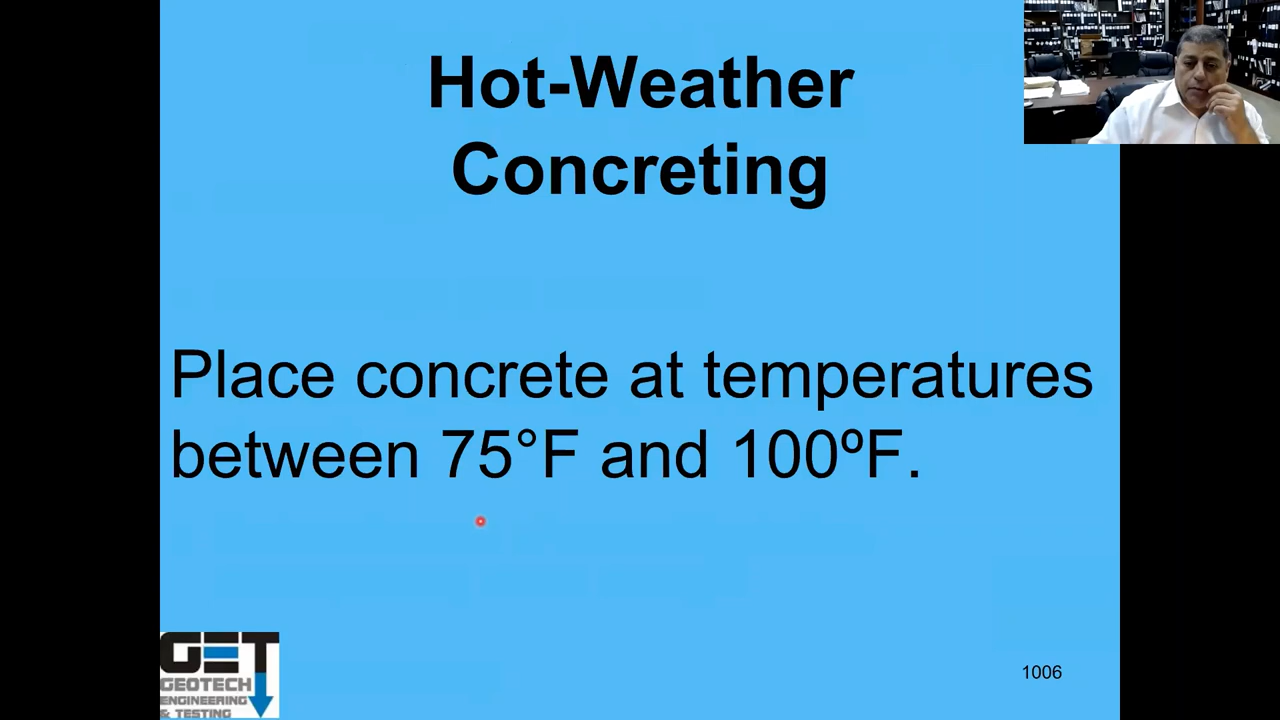 Hot-Weather
Concreting
Place concrete at temperatures
between 75°F and 100ºF.
GET
GEOTECH
ENGINEERING
& TESTING
1006